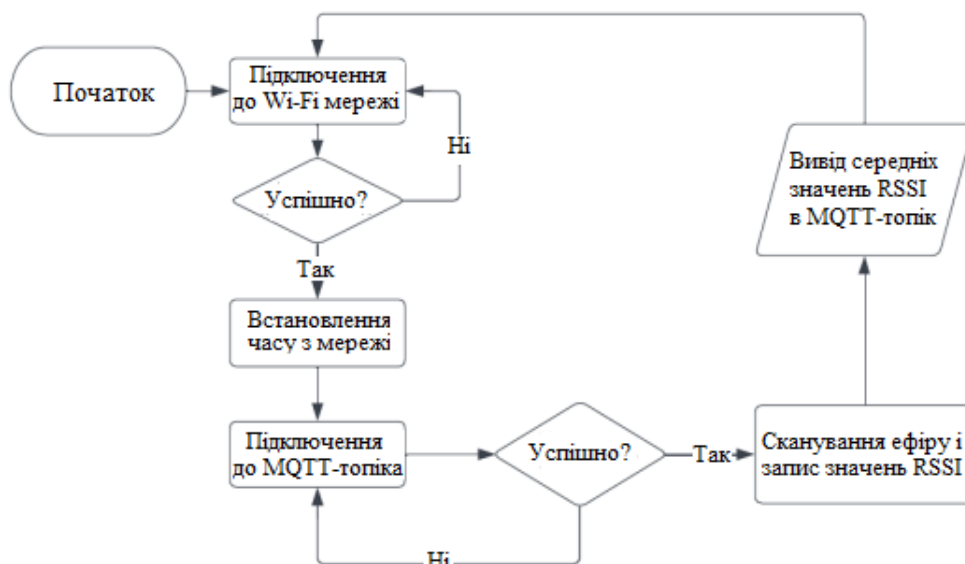 Початок
Підключення
до Wi-Fi мережі
Ні
Успішно?
Так
Встановлення
часу з мережі
Підключення
до MQTT-топіка
Успішно?
Так
Ні
Сканування ефіру і
запис значень RSSI
Вивід середніх
значень RSSI
в MQTT-топік